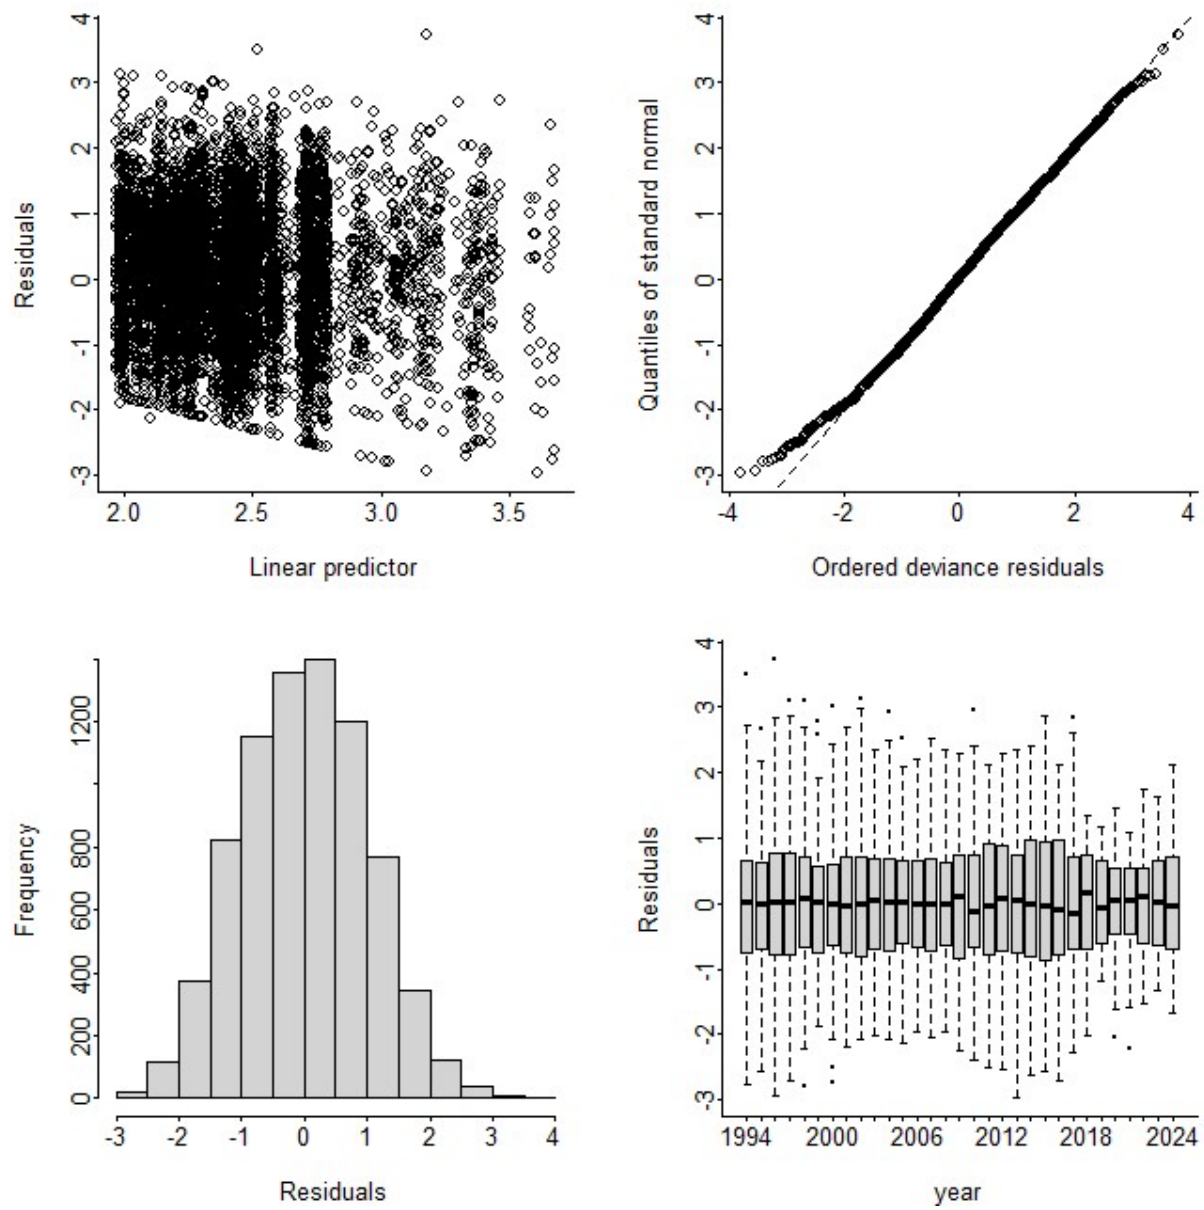 4
3
2
1
0
-1
-2
-3
Residuals
2.0 2.5 3.0 3.5
Linear predictor
4
3
2
1
0
-1
-2
-3
Quantiles of standard normal
-4 -2 0 2 4
Ordered deviance residuals
1200
800
600
400
200
0
Frequency
-3 -2 -1 0 1 2 3 4
Residuals
4
3
2
1
0
-1
-2
-3
Residuals
1994 2000 2006 2012 2018 2024
year